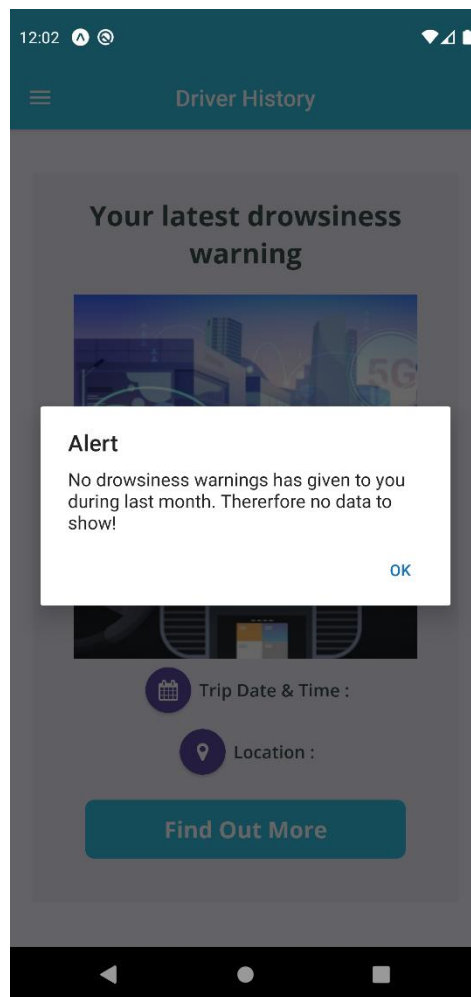 12:02
Driver History
Your latest drowsiness
warning
5G
Alert
No drowsiness warnings has given to you
during last month. Thererfore no data to
show!
OK
Trip Date & Time :
Location :
Find Out More